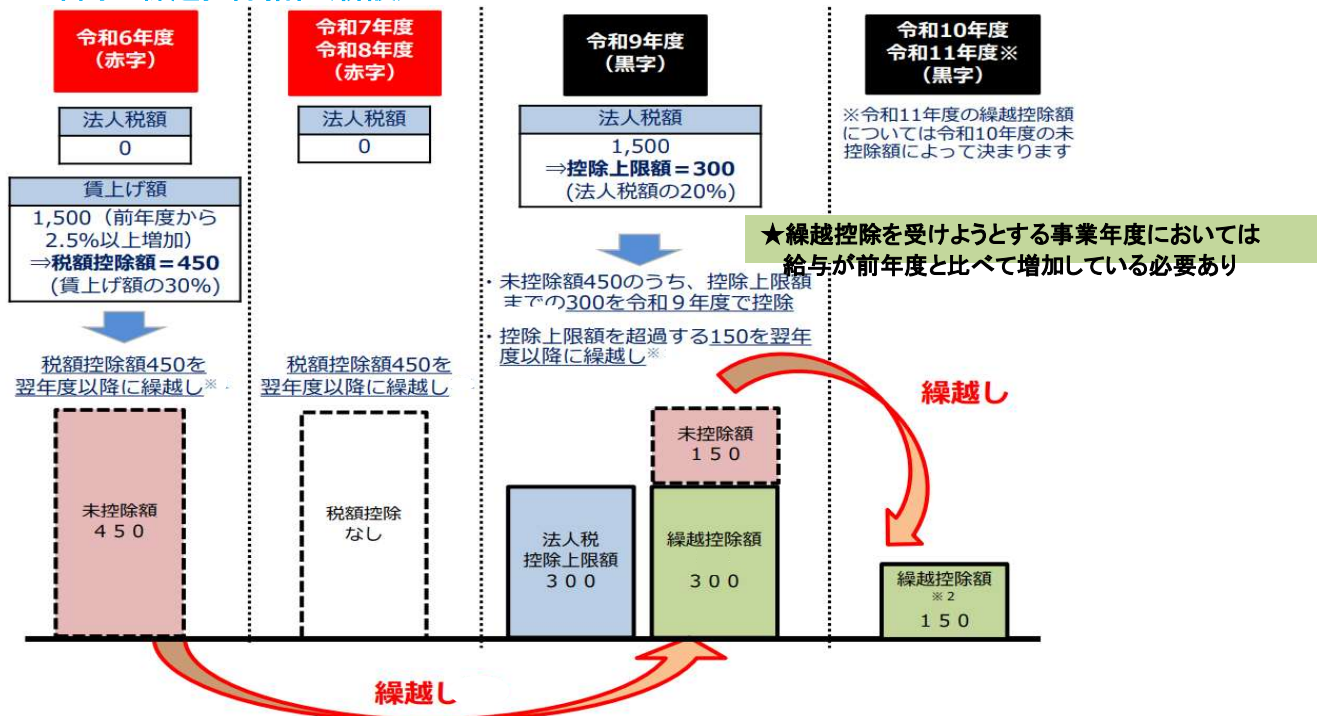 令和6年度
（赤字）
法人税額
0
賃上げ額
1,500（前年度から
2.5%以上増加）
⇒税額控除額＝450
（賃上げ額の30%）
税額控除額450を
翌年度以降に繰越し※
未控除額
４５０
令和7年度
令和8年度
（赤字）
法人税額
0
税額控除額450を
翌年度以降に繰越し
税額控除
なし
令和9年度
（黒字）
法人税額
1,500
⇒控除上限額＝300
（法人税額の20%）
・未控除額450のうち、控除上限額
までの300を令和９年度で控除
・控除上限額を超過する150を翌年
度以降に繰越し※
法人税
控除上限額
３００
未控除額
１５０
繰越控除額
３００
令和10年度
令和11年度※
（黒字）
※令和11年度の繰越控除額
については令和10年度の未
控除額によって決まります
★繰越控除を受けようとする事業年度においては
給与が前年度と比べて増加している必要あり
繰越し
繰越控除額
※２
１５０
繰越し